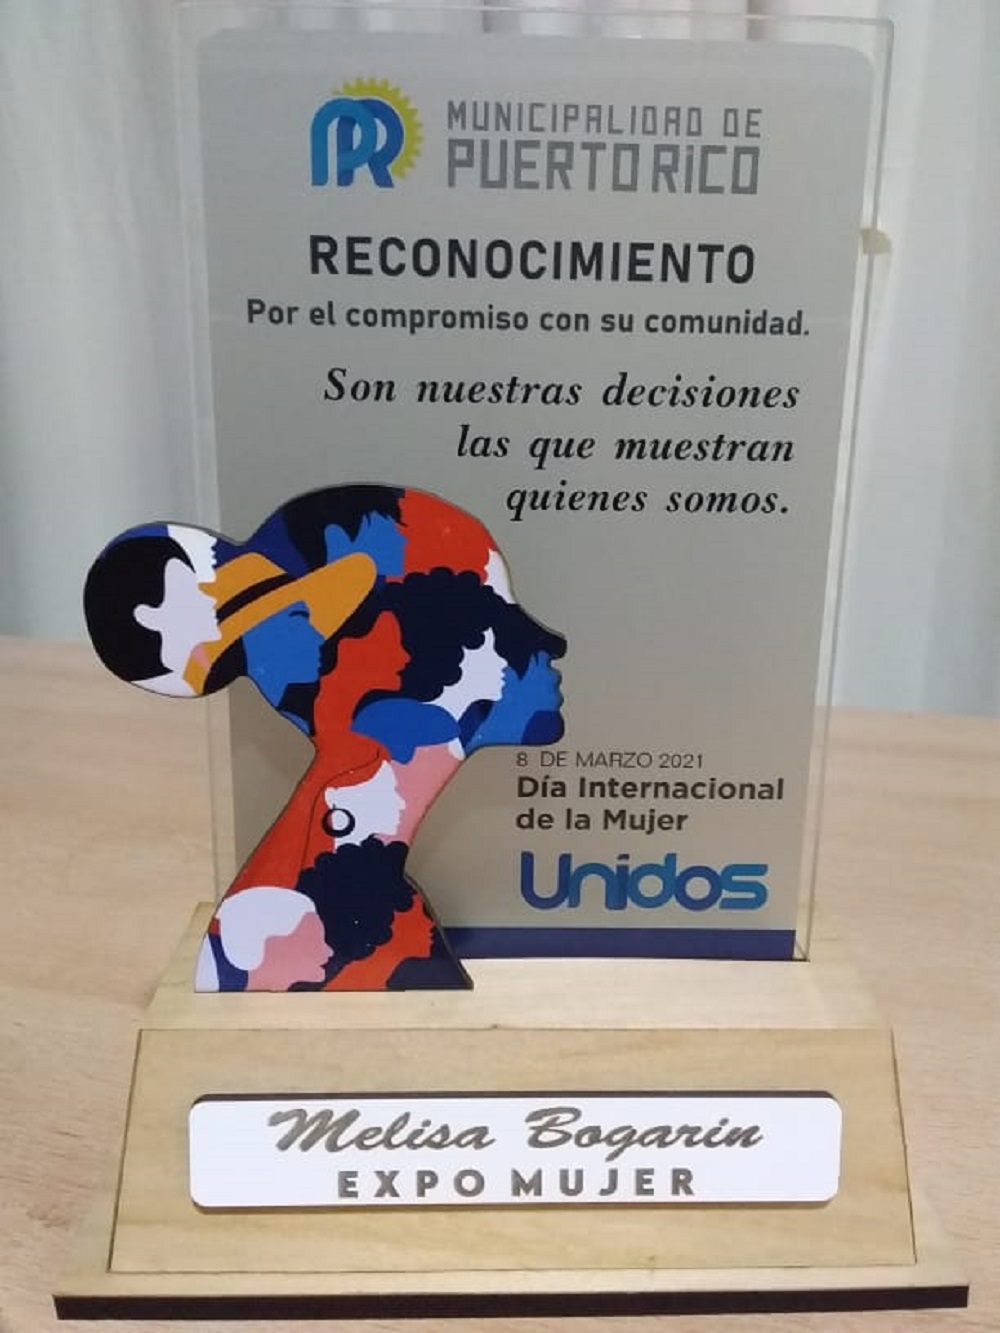 PR
MUNICIPALIDAD DE
PUERTO RICO
RECONOCIMIENTO
Por el compromiso con su comunidad.
Son nuestras decisiones
las que muestran
quienes somos.
8 DE MARZO 2021
Día Internacional
de la Mujer
Unidos
Melisa Bogarin
EXPO MUJER